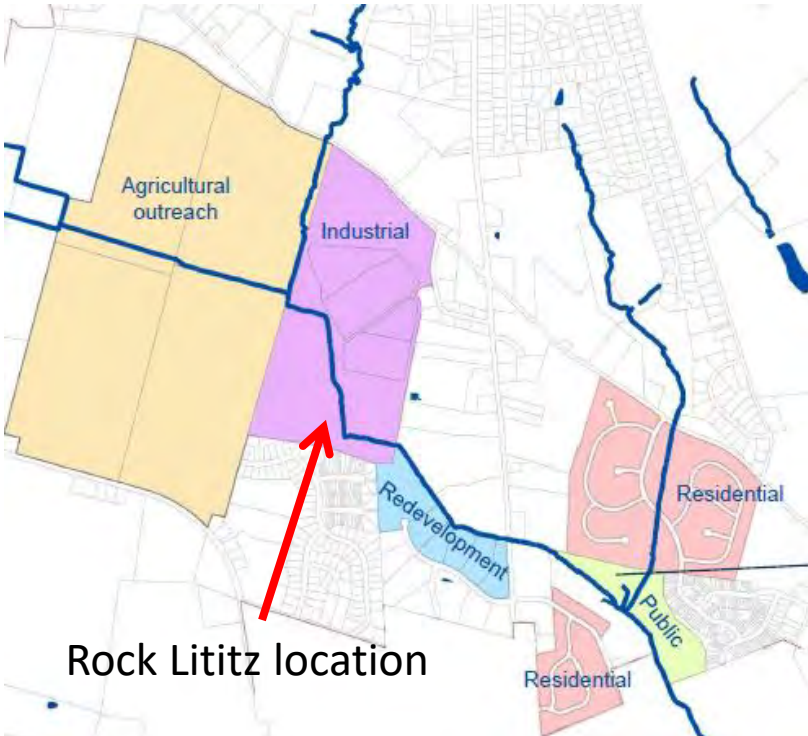 Agricultural
outreach
Industrial
Redevelopment
Residential
Public
Residential
Rock Lititz location